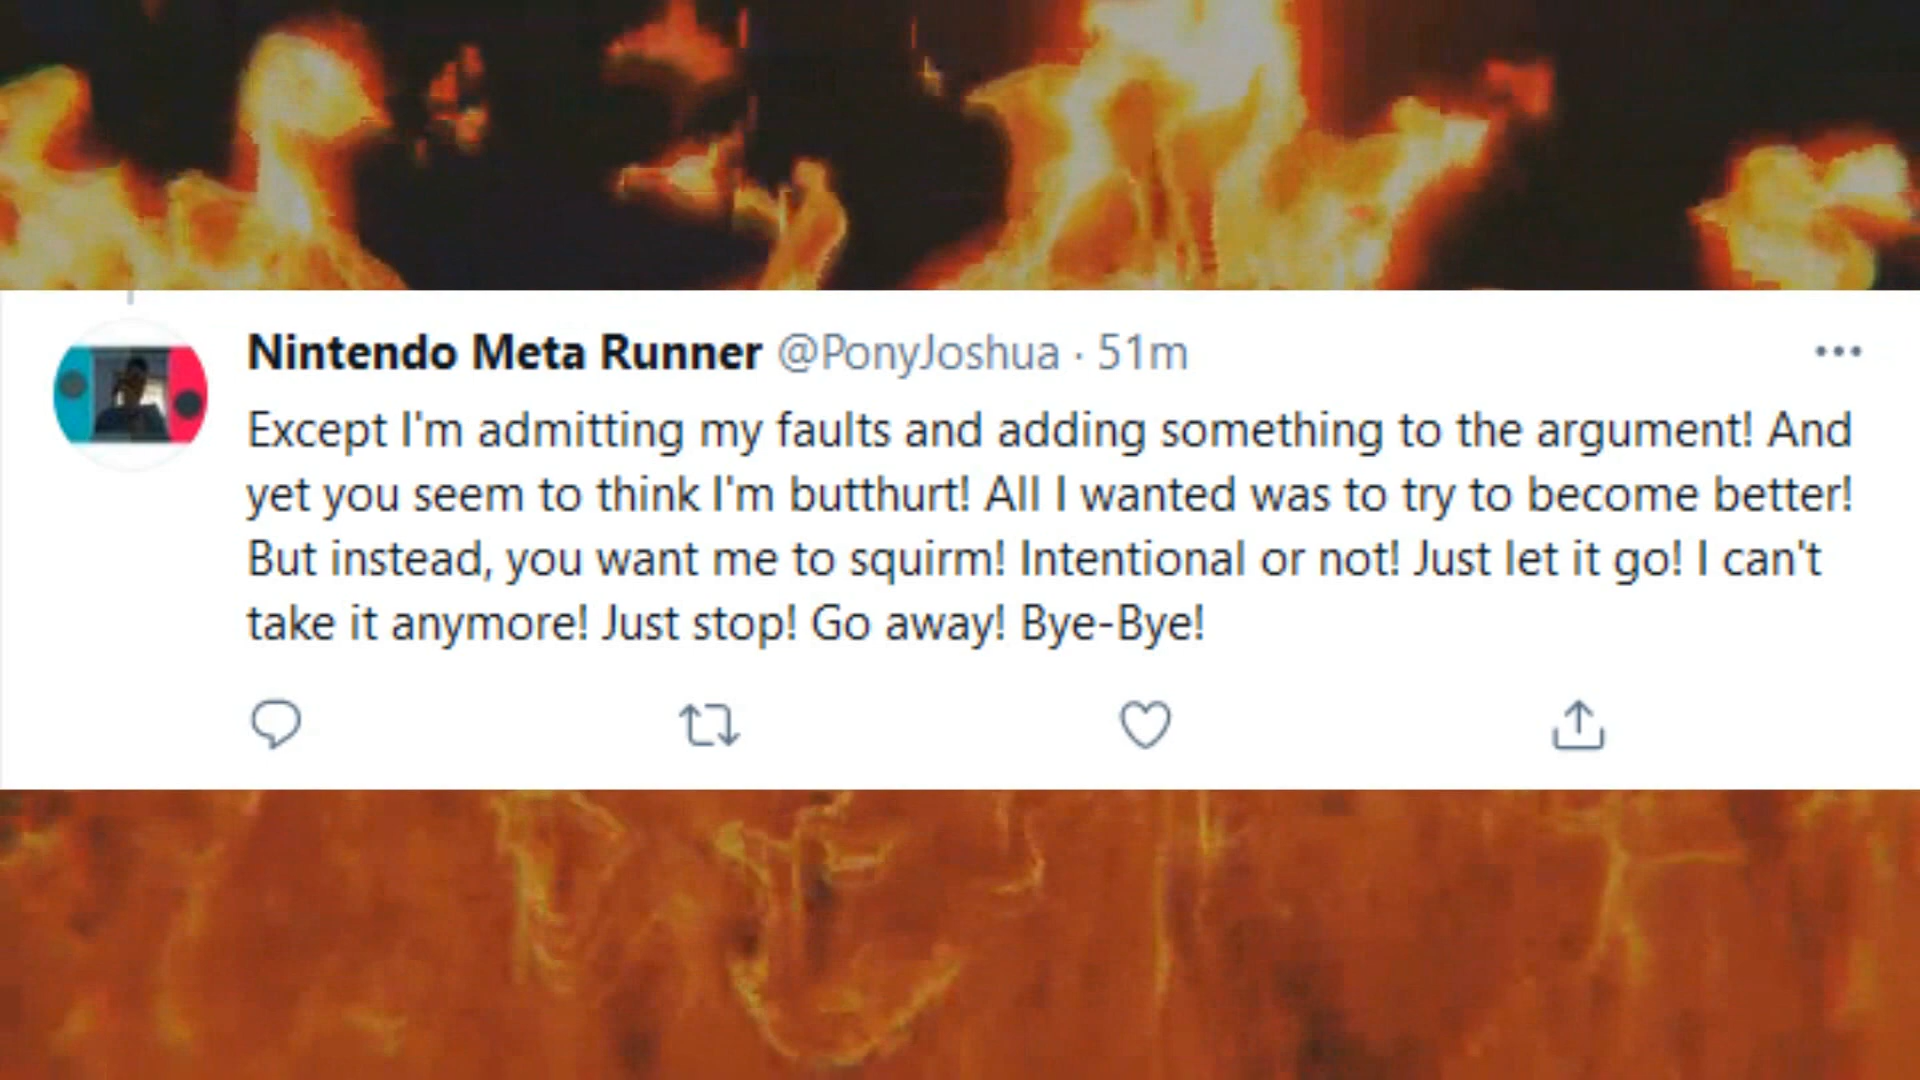 Nintendo Meta Runner @PonyJoshua · 51m
Except I'm admitting my faults and adding something to the argument! And
yet you seem to think I'm butthurt! All I wanted was to try to become better!
But instead, you want me to squirm! Intentional or not! Just let it go! I can't
take it anymore! Just stop! Go away! Bye-Bye!